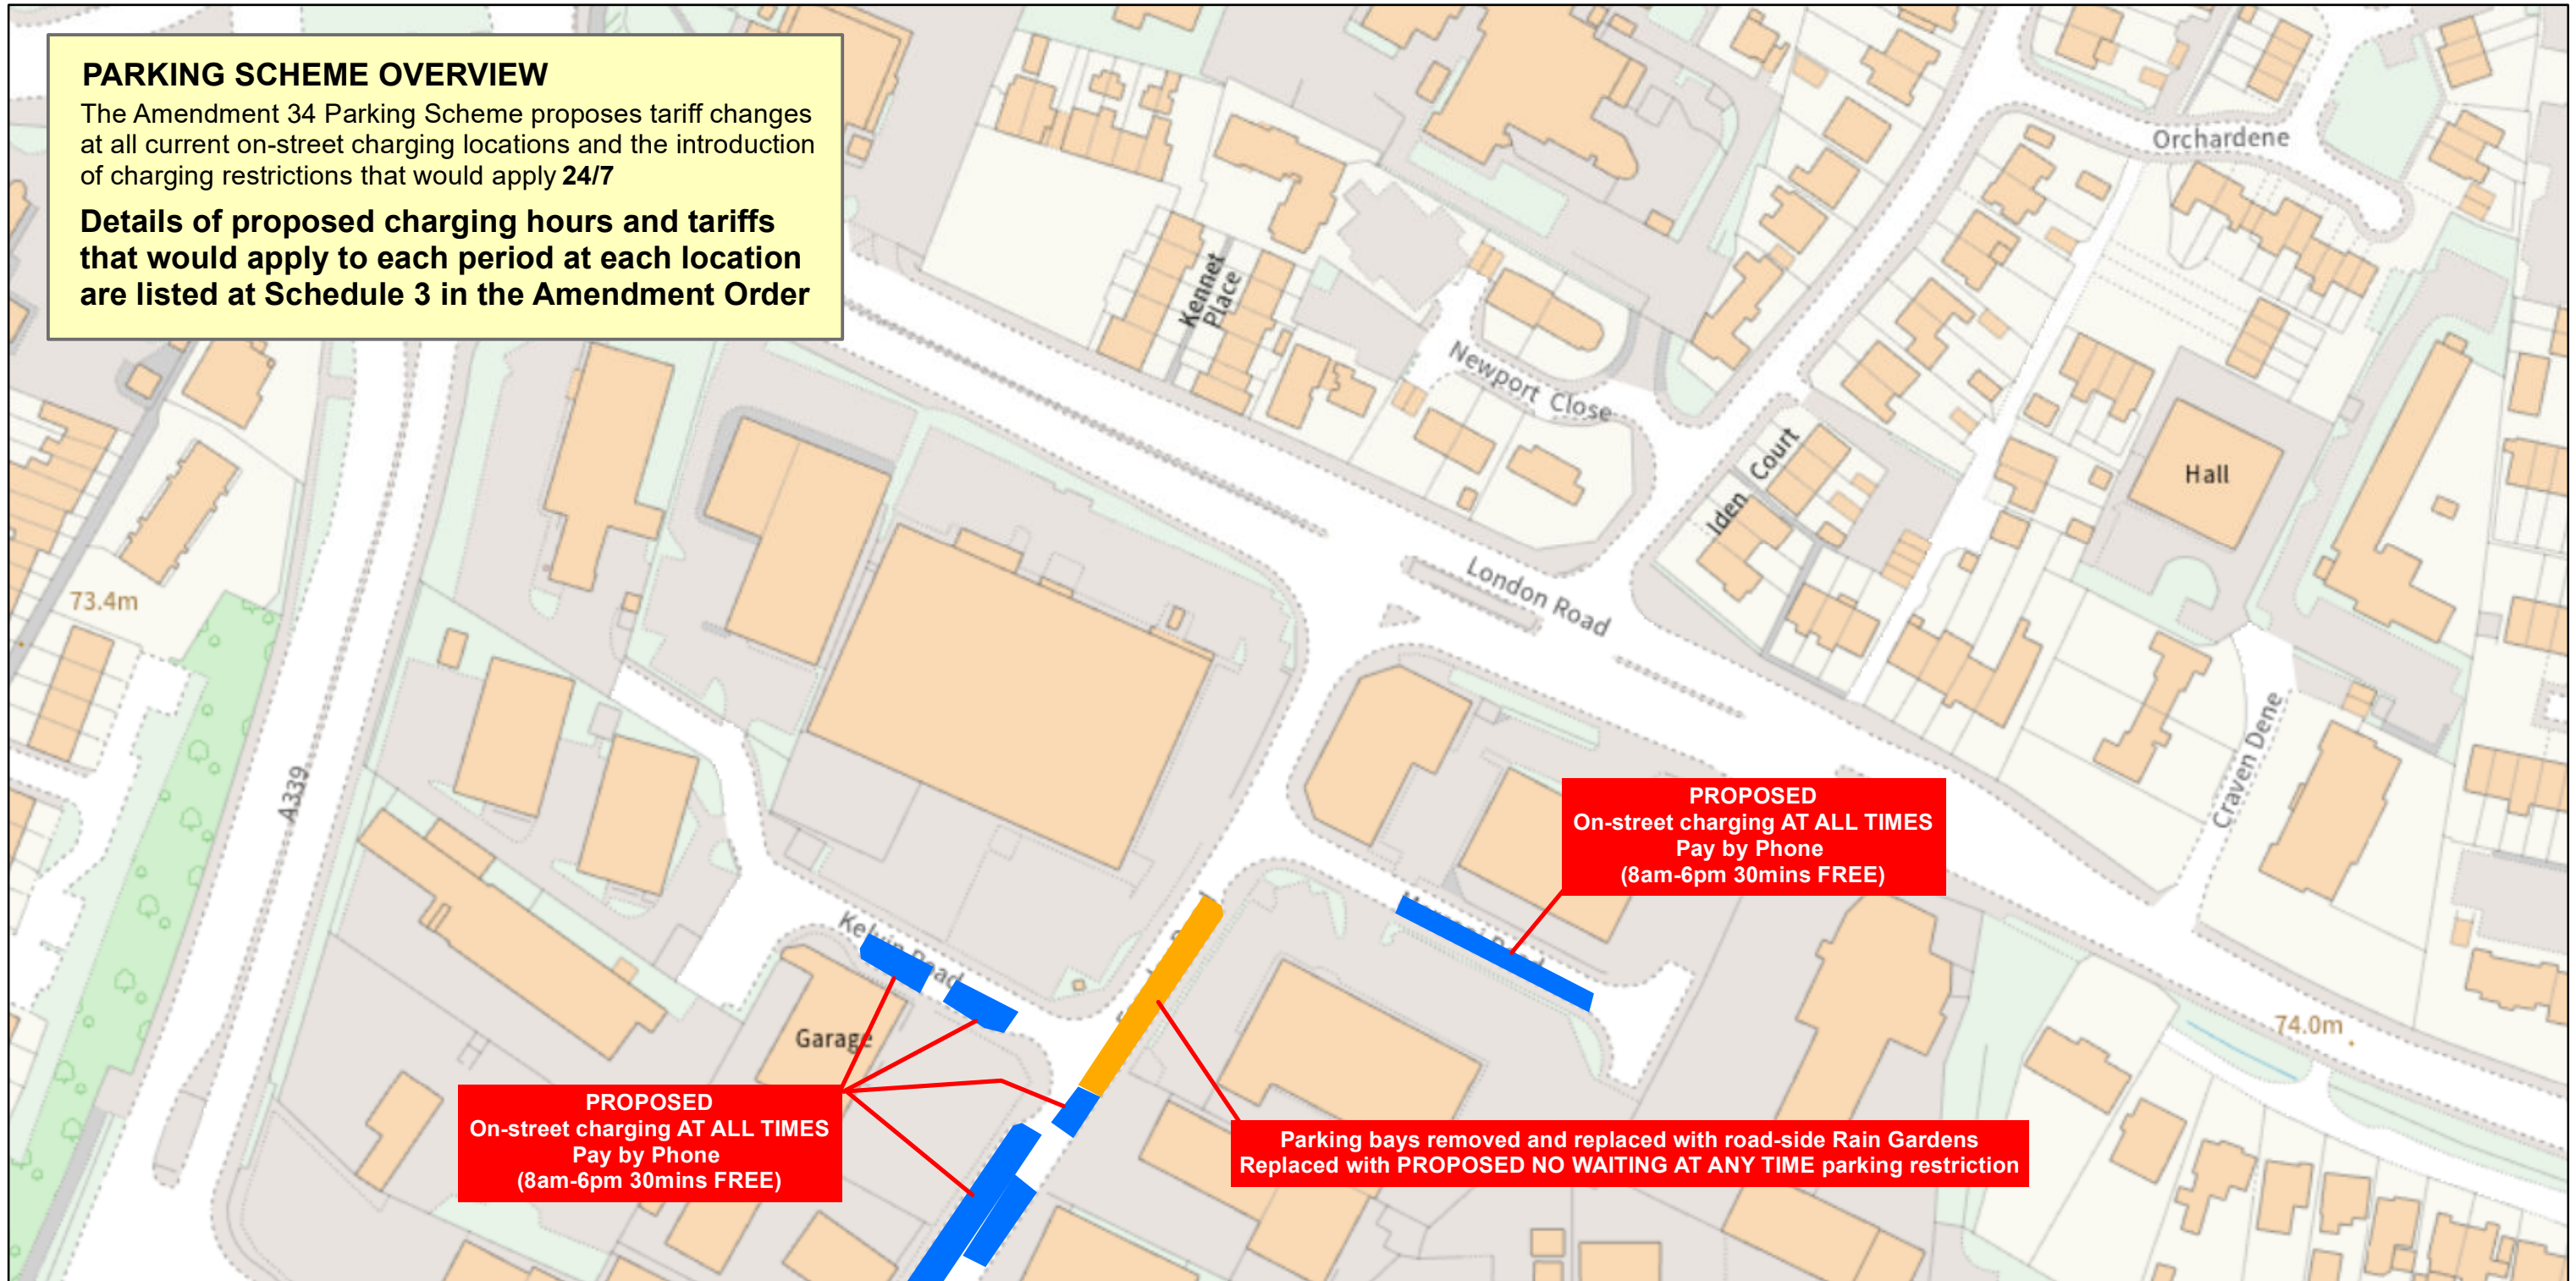 PARKING SCHEME OVERVIEW
The Amendment 34 Parking Scheme proposes tariff changes
at all current on-street charging locations and the introduction
of charging restrictions that would apply 24/7
Details of proposed charging hours and tariffs
that would apply to each period at each location
are listed at Schedule 3 in the Amendment Order
Orchardene
Kennet
Place
Newport Close
Iden Court
Hall
London Road
73.4m
A339
Craven Dene
PROPOSED
On-street charging AT ALL TIMES
Pay by Phone
(8am-6pm 30mins FREE)
Kelvin Road
Garage
74.0m
PROPOSED
On-street charging AT ALL TIMES
Pay by Phone
(8am-6pm 30mins FREE)
Parking bays removed and replaced with road-side Rain Gardens
Replaced with PROPOSED NO WAITING AT ANY TIME parking restriction